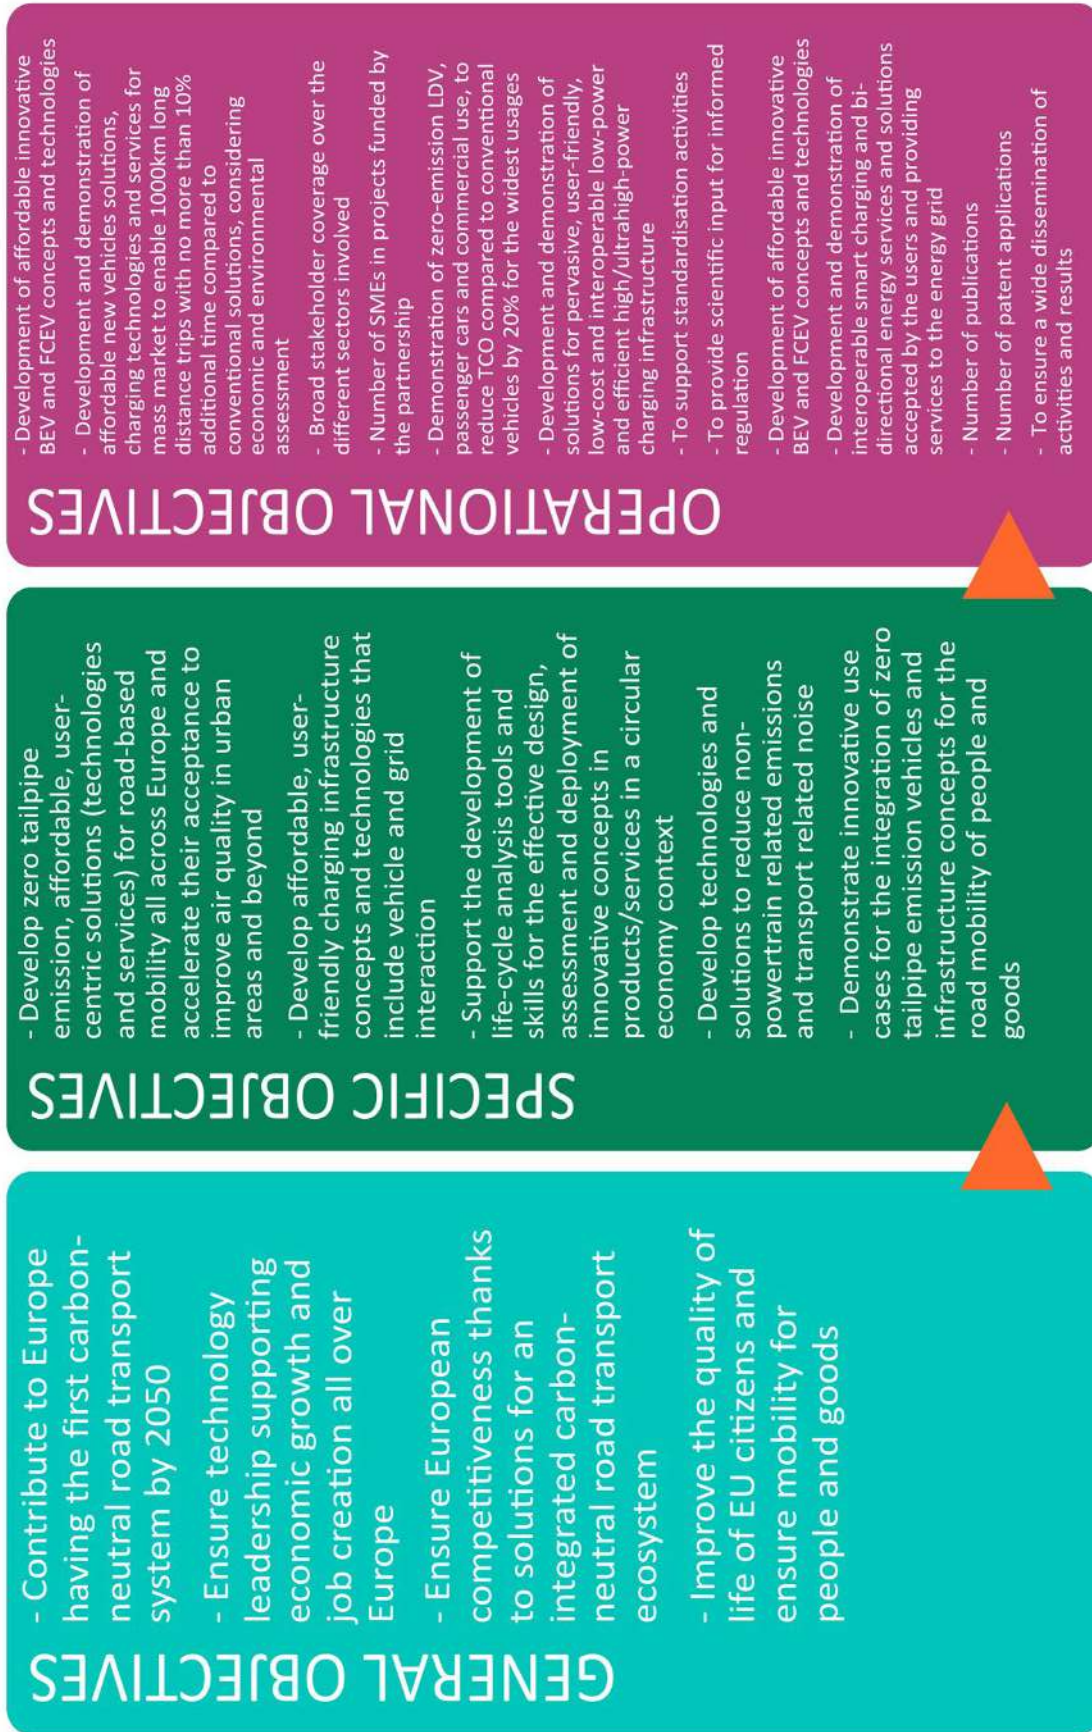 GENERAL OBJECTIVES
- Contribute to Europe
having the first carbon-
neutral road transport
system by 2050
- Ensure technology
leadership supporting
economic growth and
job creation all over
Europe
- Ensure European
competitiveness thanks
to solutions for an
integrated carbon-
neutral road transport
ecosystem
- Improve the quality of
life of EU citizens and
ensure mobility for
people and goods
SPECIFIC OBJECTIVES
- Develop zero tailpipe
emission, affordable, user-
centric solutions (technologies
and services) for road-based
mobility all across Europe and
accelerate their acceptance to
improve air quality in urban
areas and beyond
- Develop affordable, user-
friendly charging infrastructure
concepts and technologies that
include vehicle and grid
interaction
- Support the development of
life-cycle analysis tools and
skills for the effective design,
assessment and deployment of
innovative concepts in
products/services in a circular
economy context
- Develop technologies and
solutions to reduce non-
powertrain related emissions
and transport related noise
- Demonstrate innovative use
cases for the integration of zero
tailpipe emission vehicles and
infrastructure concepts for the
road mobility of people and
goods
OPERATIONAL OBJECTIVES
- Development of affordable innovative
BEV and FCEV concepts and technologies
- Development and demonstration of
affordable new vehicles solutions,
charging technologies and services for
mass market to enable 1000km long
distance trips with no more than 10%
additional time compared to
conventional solutions, considering
economic and environmental
assessment
- Broad stakeholder coverage over the
different sectors involved
- Number of SMEs in projects funded by
the partnership
- Demonstration of zero-emission LDV,
passenger cars and commercial use, to
reduce TCO compared to conventional
vehicles by 20% for the widest usages
- Development and demonstration of
solutions for pervasive, user-friendly,
low-cost and interoperable low-power
and efficient high/ultrahigh-power
charging infrastructure
- To support standardisation activities
- To provide scientific input for informed
regulation
- Development of affordable innovative
BEV and FCEV concepts and technologies
- Development and demonstration of
interoperable smart charging and bi-
directional energy services and solutions
accepted by the users and providing
services to the energy grid
- Number of publications
- Number of patent applications
- To ensure a wide dissemination of
activities and results